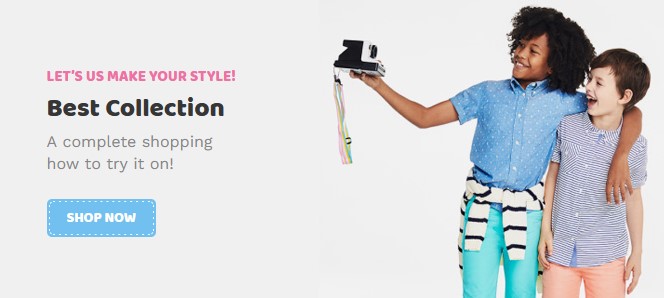 LET'S US MAKE YOUR STYLE!
Best Collection
A complete shopping
how to try it on!
SHOP NOW